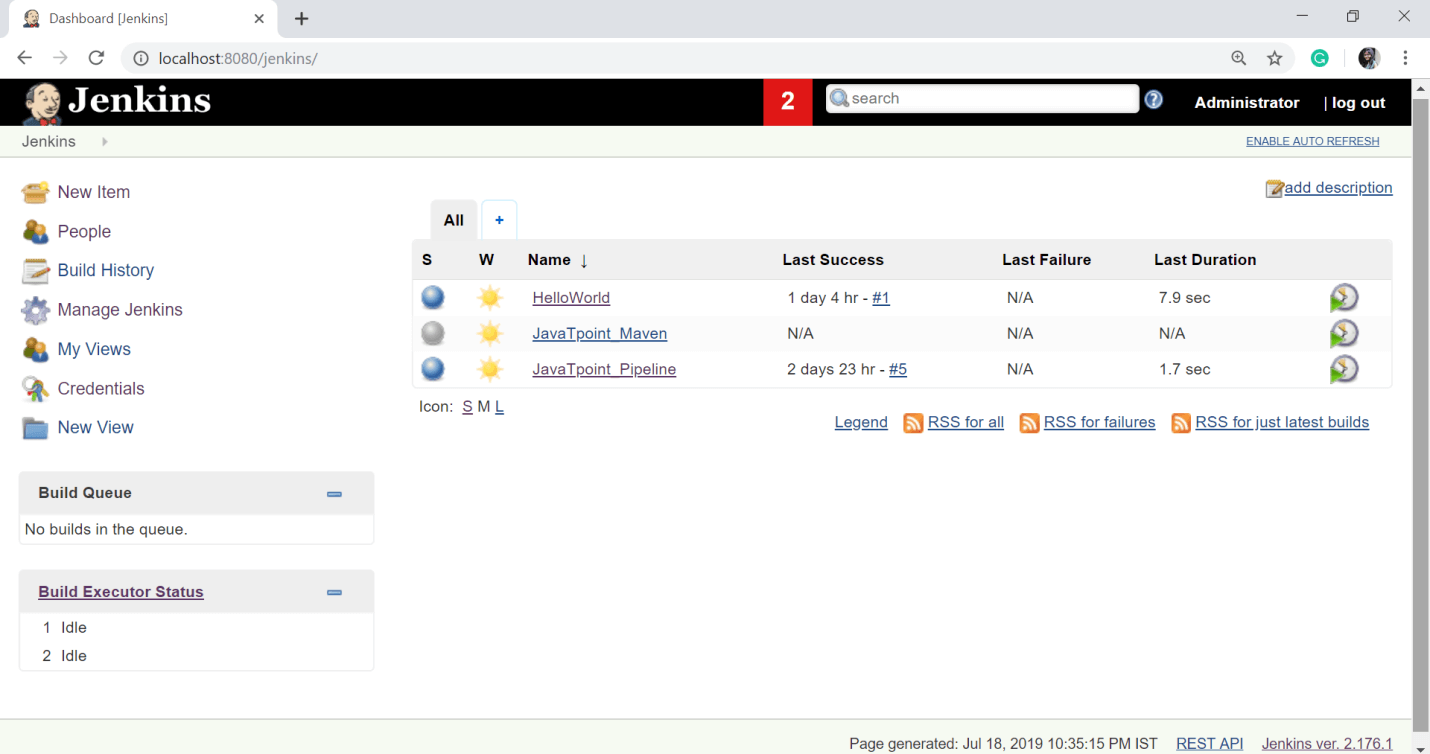 Dashboard [Jenkins]
localhost:8080/jenkins/
Jenkins 2 search Administrator | log out
Jenkins ENABLE AUTO REFRESH
New Item
People
Build History
Manage Jenkins
My Views
Credentials
New View
Build Queue
No builds in the queue.
Build Executor Status
1 Idle
2 Idle
add description
All +
S W Name ↓ Last Success Last Failure Last Duration
HelloWorld 1 day 4 hr - #1 N/A 7.9 sec
JavaTpoint_Maven N/A N/A N/A
JavaTpoint_Pipeline 2 days 23 hr - #5 N/A 1.7 sec
Icon: S M L
Legend RSS for all RSS for failures RSS for just latest builds
Page generated: Jul 18, 2019 10:35:15 PM IST REST API Jenkins ver. 2.176.1